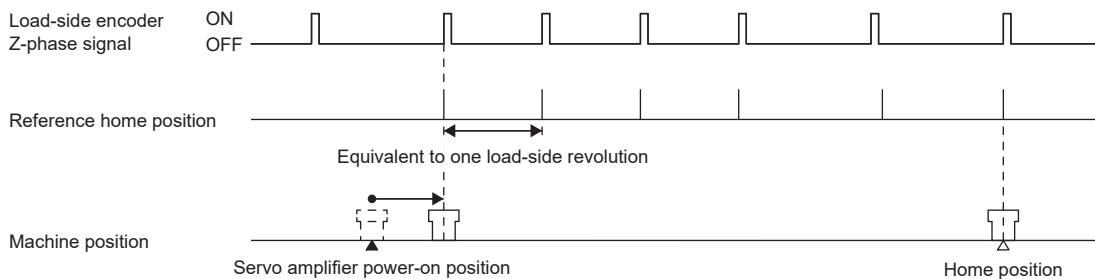 Load-side encoder ON
Z-phase signal OFF
Reference home position
Equivalent to one load-side revolution
Machine position
Servo amplifier power-on position
Home position